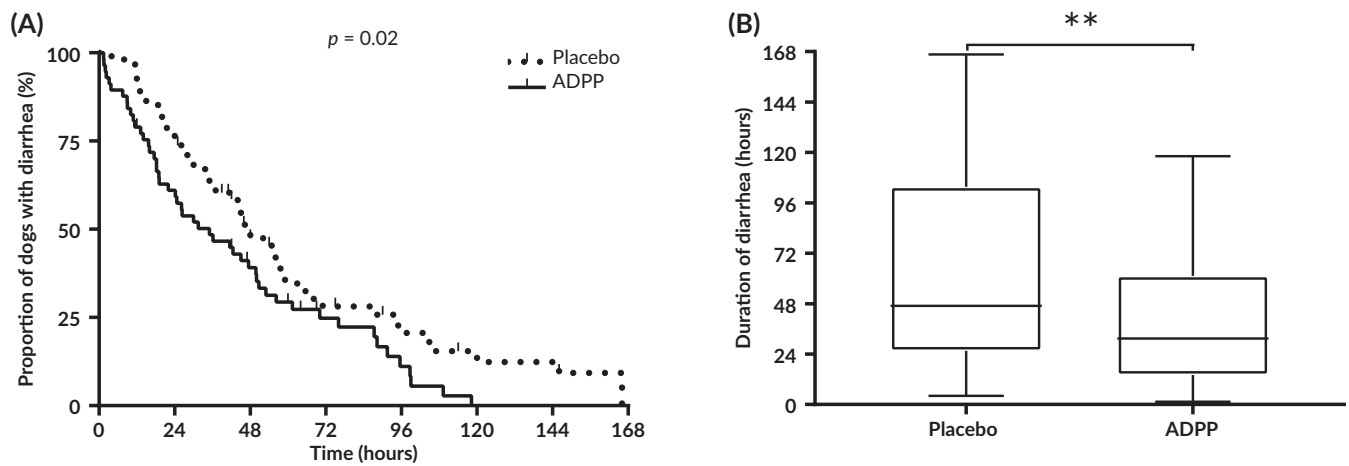 (A)
p = 0.02
Placebo
ADPP
Proportion of dogs with diarrhea (%)
100
75
50
25
0
0 24 48 72 96 120 144 168
Time (hours)
(B)
**
Duration of diarrhea (hours)
168
144
120
96
72
48
24
0
Placebo ADPP